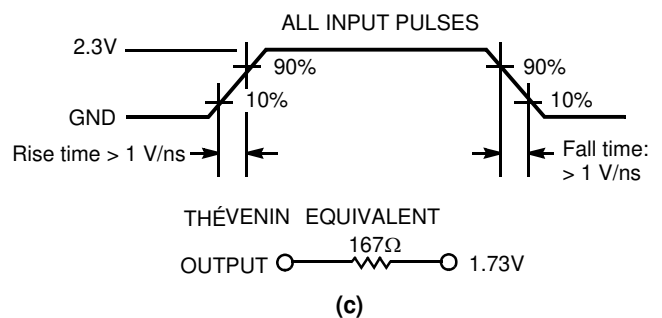 ALL INPUT PULSES
2.3V
90%
90%
10%
10%
GND
Rise time > 1 V/ns
Fall time:
> 1 V/ns
THÉVENIN EQUIVALENT
167Ω
OUTPUT
1.73V
(c)